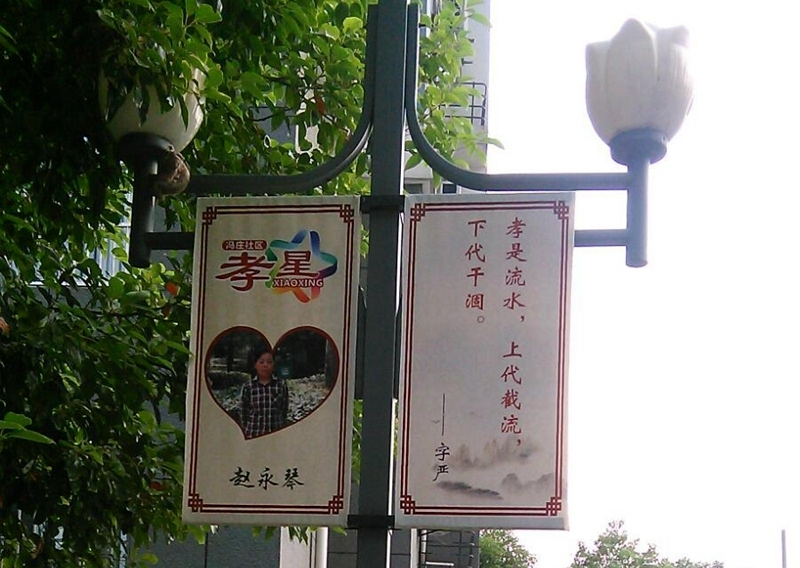 冯庄社区
孝星
XIAOXING
赵永琴
孝是流水，上代截流，
下代干涸。
——字严